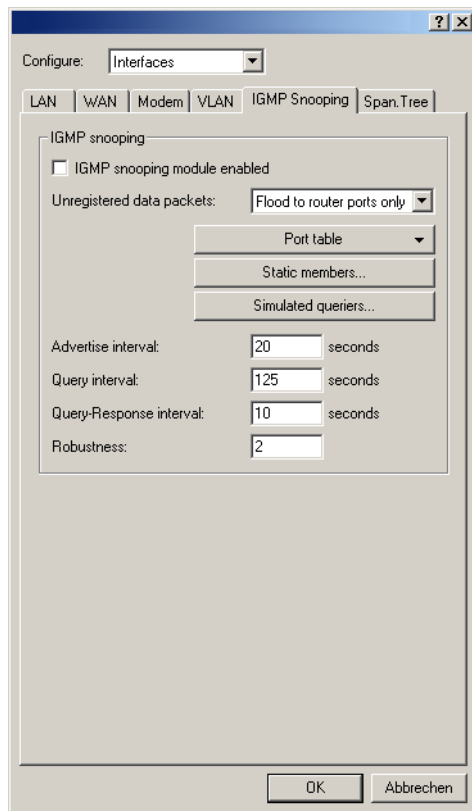 Configure: Interfaces
LAN WAN Modem VLAN IGMP Snooping Span.Tree
IGMP snooping
IGMP snooping module enabled
Unregistered data packets: Flood to router ports only
Port table
Static members...
Simulated queriers...
Advertise interval: 20 seconds
Query interval: 125 seconds
Query-Response interval: 10 seconds
Robustness: 2
OK Abbrechen